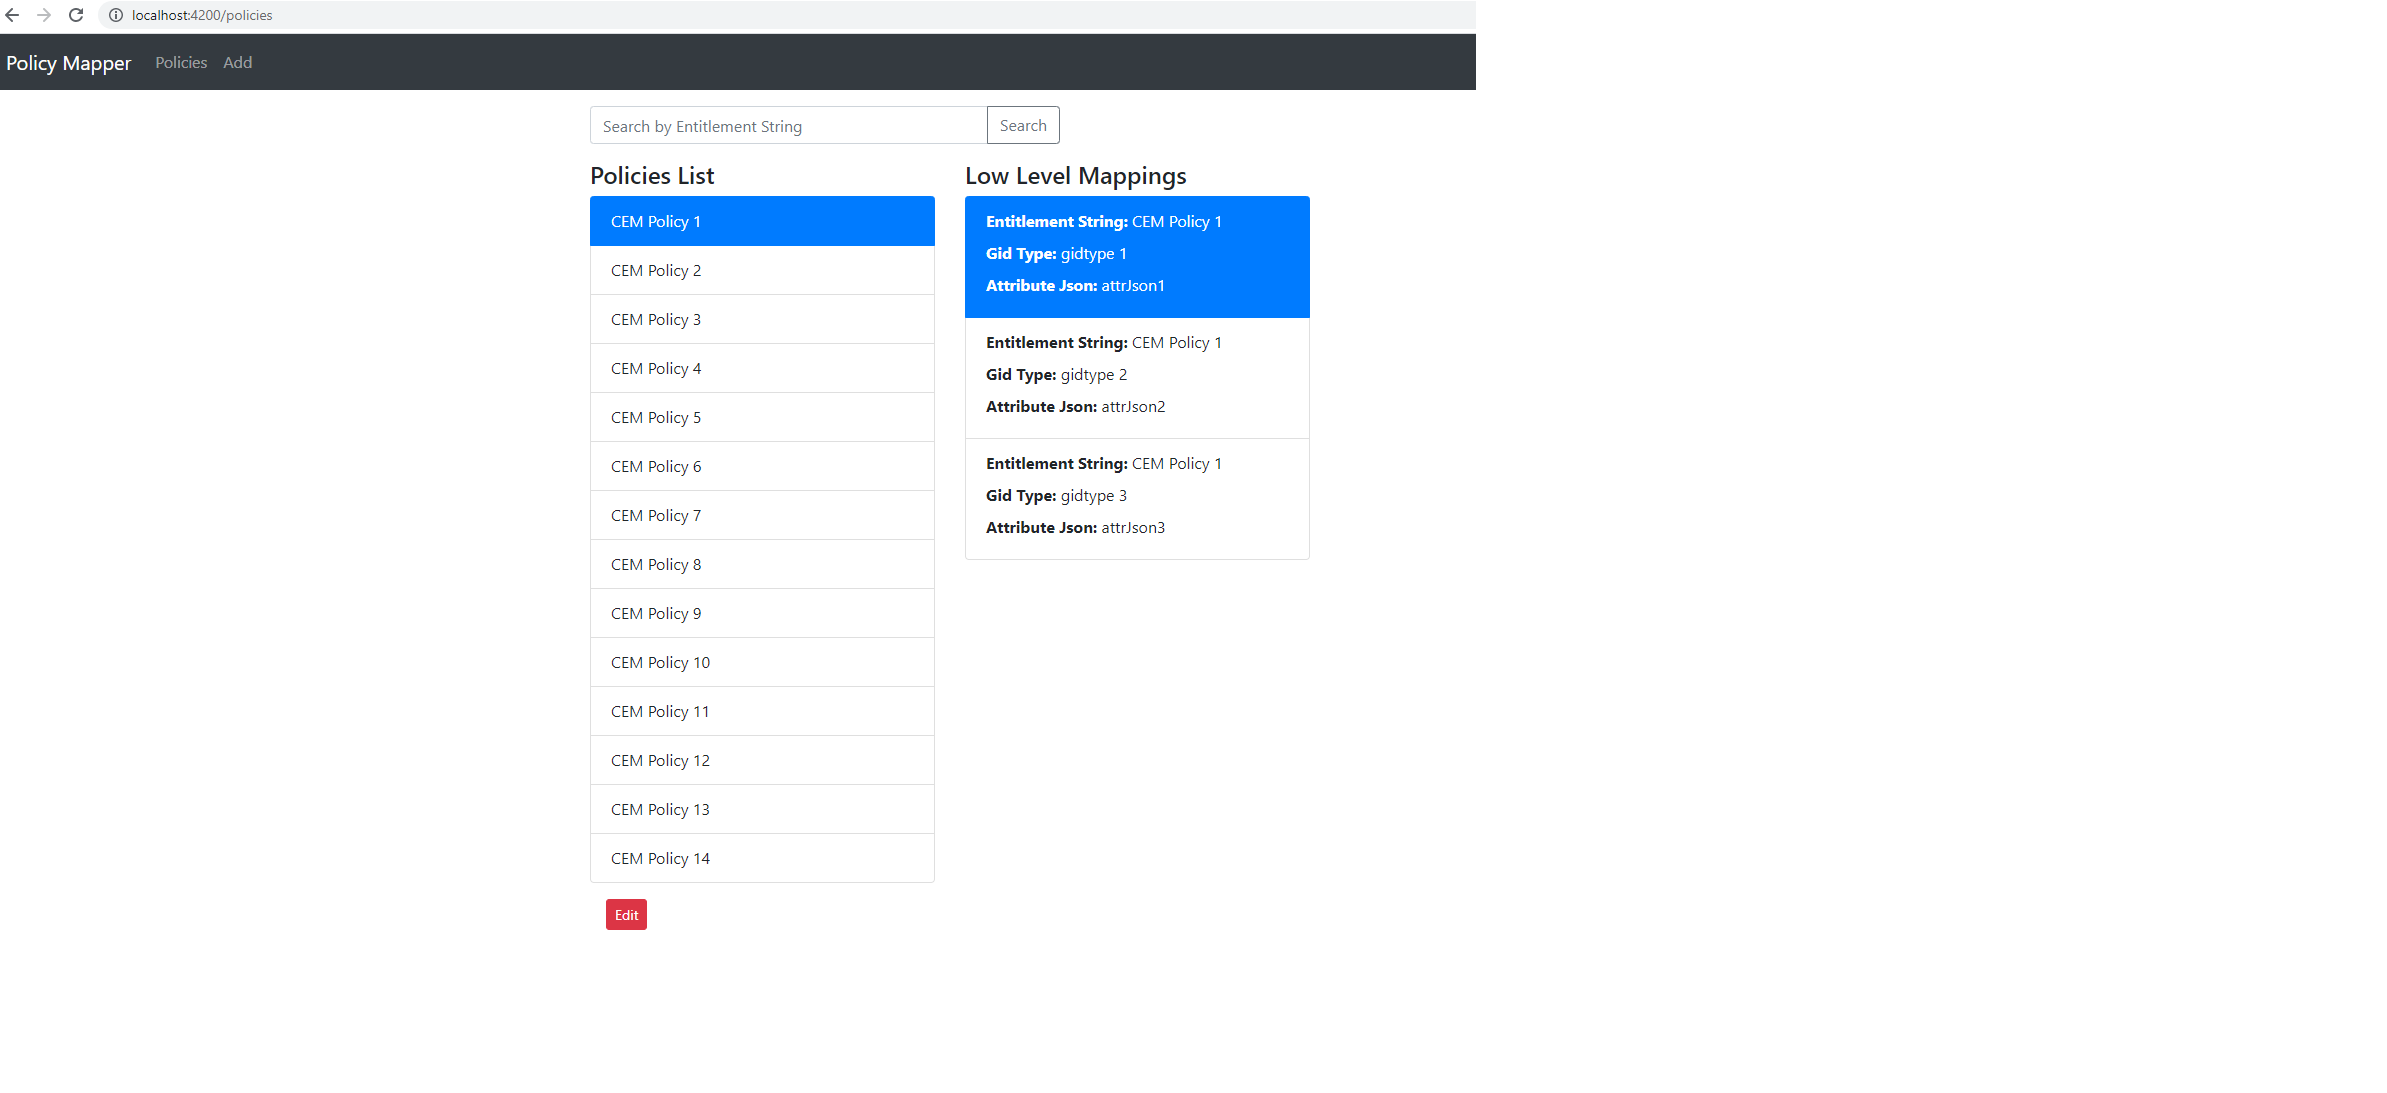 localhost:4200/policies
Policy Mapper Policies Add
Search by Entitlement String Search
Policies List
CEM Policy 1
CEM Policy 2
CEM Policy 3
CEM Policy 4
CEM Policy 5
CEM Policy 6
CEM Policy 7
CEM Policy 8
CEM Policy 9
CEM Policy 10
CEM Policy 11
CEM Policy 12
CEM Policy 13
CEM Policy 14
Edit
Low Level Mappings
Entitlement String: CEM Policy 1
Gid Type: gidtype 1
Attribute Json: attrJson1
Entitlement String: CEM Policy 1
Gid Type: gidtype 2
Attribute Json: attrJson2
Entitlement String: CEM Policy 1
Gid Type: gidtype 3
Attribute Json: attrJson3